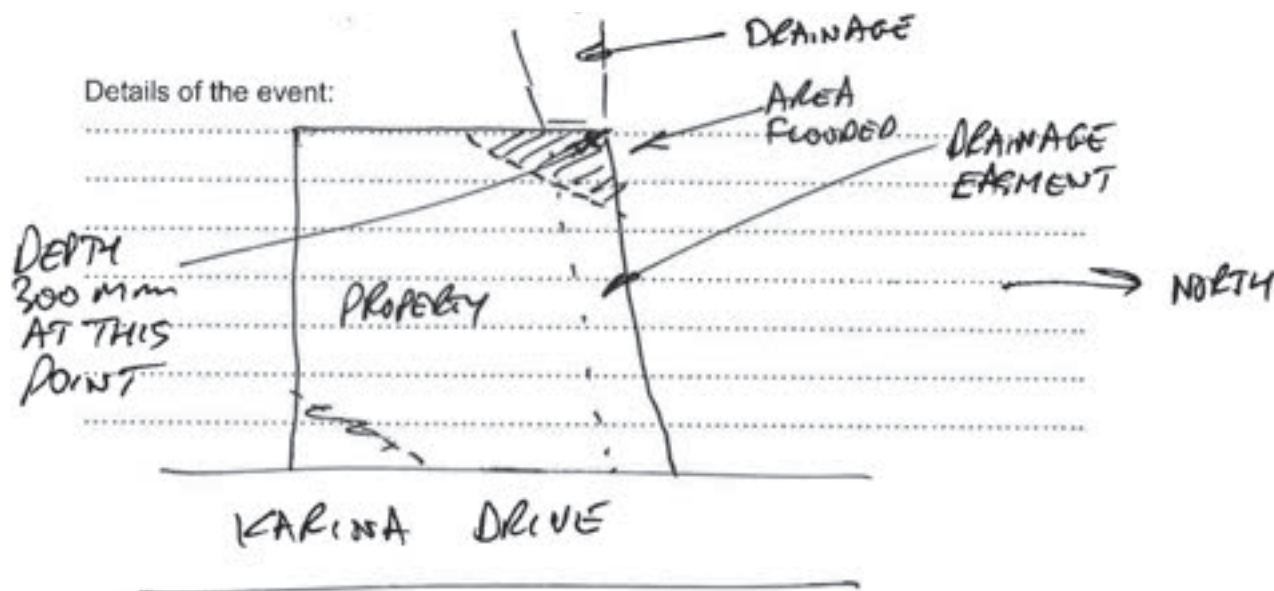 DRAINAGE
Details of the event:
AREA
FLOODED
DRAINAGE
EASMENT
DEPTH
300 mm
AT THIS
POINT
PROPERTY
NORTH
KARINA DRIVE